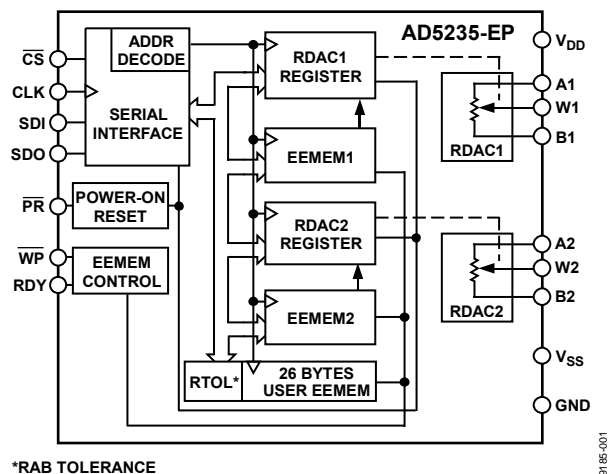 AD5235-EP
CS
CLK
SDI
SDO
PR
WP
RDY
ADDR
DECODE
SERIAL
INTERFACE
POWER-ON
RESET
EEMEM
CONTROL
RDAC1
REGISTER
EEMEM1
RDAC2
REGISTER
EEMEM2
RTOL*
26 BYTES
USER EEMEM
RDAC1
RDAC2
VDD
A1
W1
B1
A2
W2
B2
VSS
GND
*RAB TOLERANCE